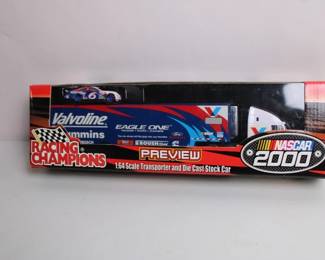 6
Valvoline
EAGLE ONE
Cummins
ROUSH
RACING
CHAMPIONS
PREVIEW
1:64 Scale Transporter and Die Cast Stock Car
NASCAR
2000